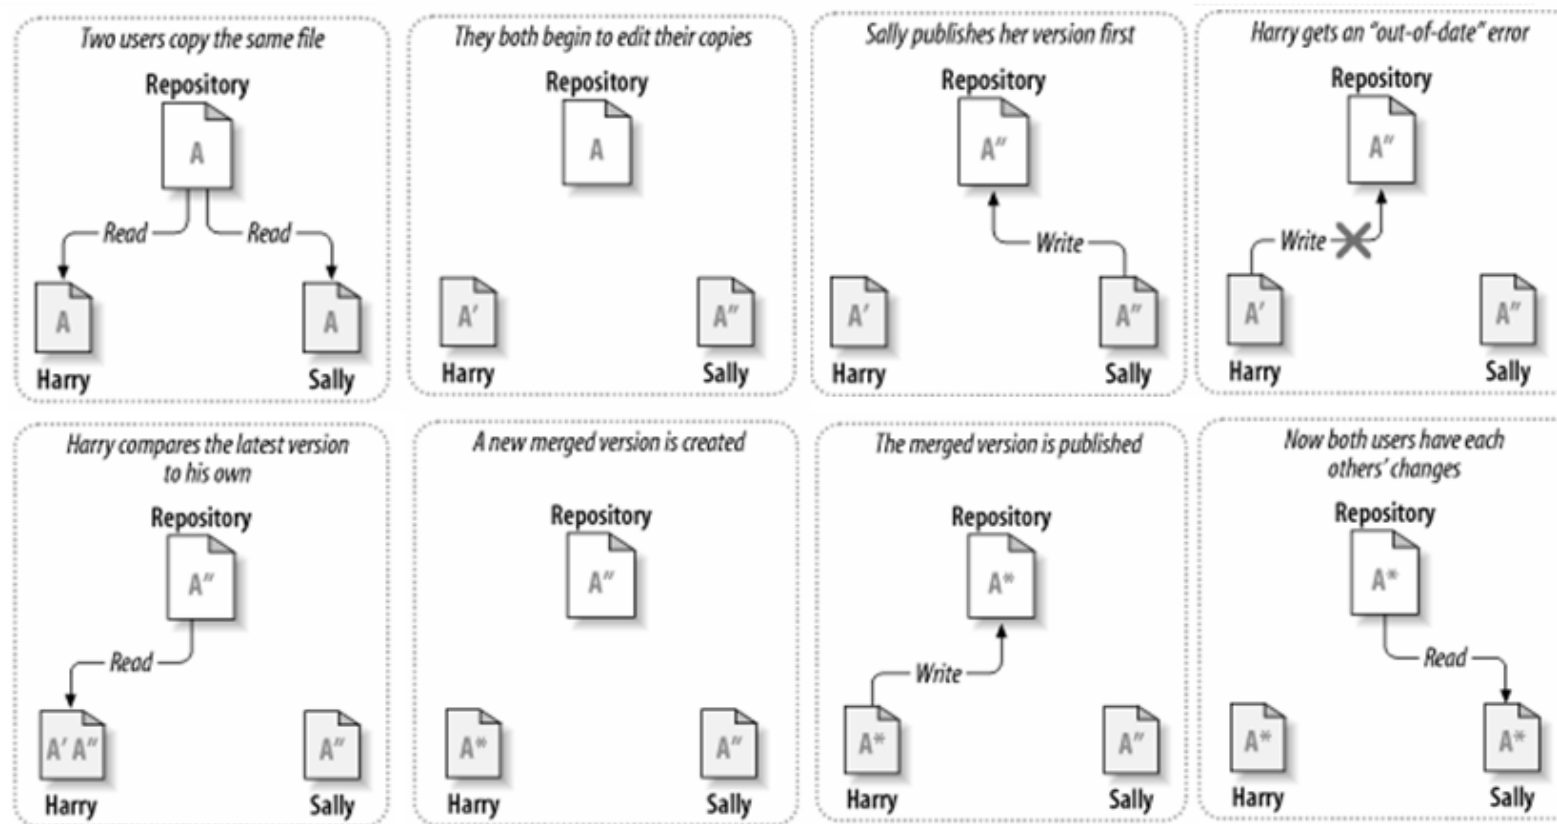 Two users copy the same file
Repository
A
Read
Read
A
A
Harry
Sally
They both begin to edit their copies
Repository
A
A′
A″
Harry
Sally
Sally publishes her version first
Repository
A″
Write
A′
A″
Harry
Sally
Harry gets an “out-of-date” error
Repository
A″
Write
A′
A″
Harry
Sally
Harry compares the latest version
to his own
Repository
A″
Read
A′ A″
A″
Harry
Sally
A new merged version is created
Repository
A″
A*
A″
Harry
Sally
The merged version is published
Repository
A*
Write
A*
A″
Harry
Sally
Now both users have each
others’ changes
Repository
A*
Read
A*
A*
Harry
Sally